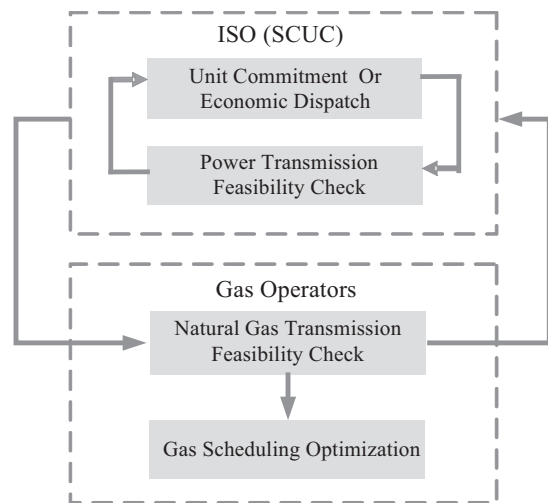 ISO (SCUC)
Unit Commitment Or
Economic Dispatch
Power Transmission
Feasibility Check
Gas Operators
Natural Gas Transmission
Feasibility Check
Gas Scheduling Optimization